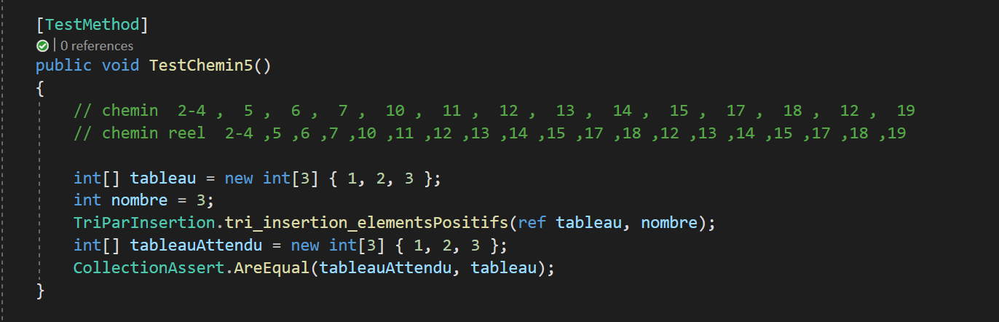 [TestMethod]
0 references
public void TestChemin5()
{
// chemin  2-4 ,  5 ,  6 ,  7 ,  10 ,  11 ,  12 ,  13 ,  14 ,  15 ,  17 ,  18 ,  12 ,  19
// chemin reel  2-4 ,5 ,6 ,7 ,10 ,11 ,12 ,13 ,14 ,15 ,17 ,18 ,12 ,13 ,14 ,15 ,17 ,18 ,19
int[] tableau = new int[3] { 1, 2, 3 };
int nombre = 3;
TriParInsertion.tri_insertion_elementsPositifs(ref tableau, nombre);
int[] tableauAttendu = new int[3] { 1, 2, 3 };
CollectionAssert.AreEqual(tableauAttendu, tableau);
}